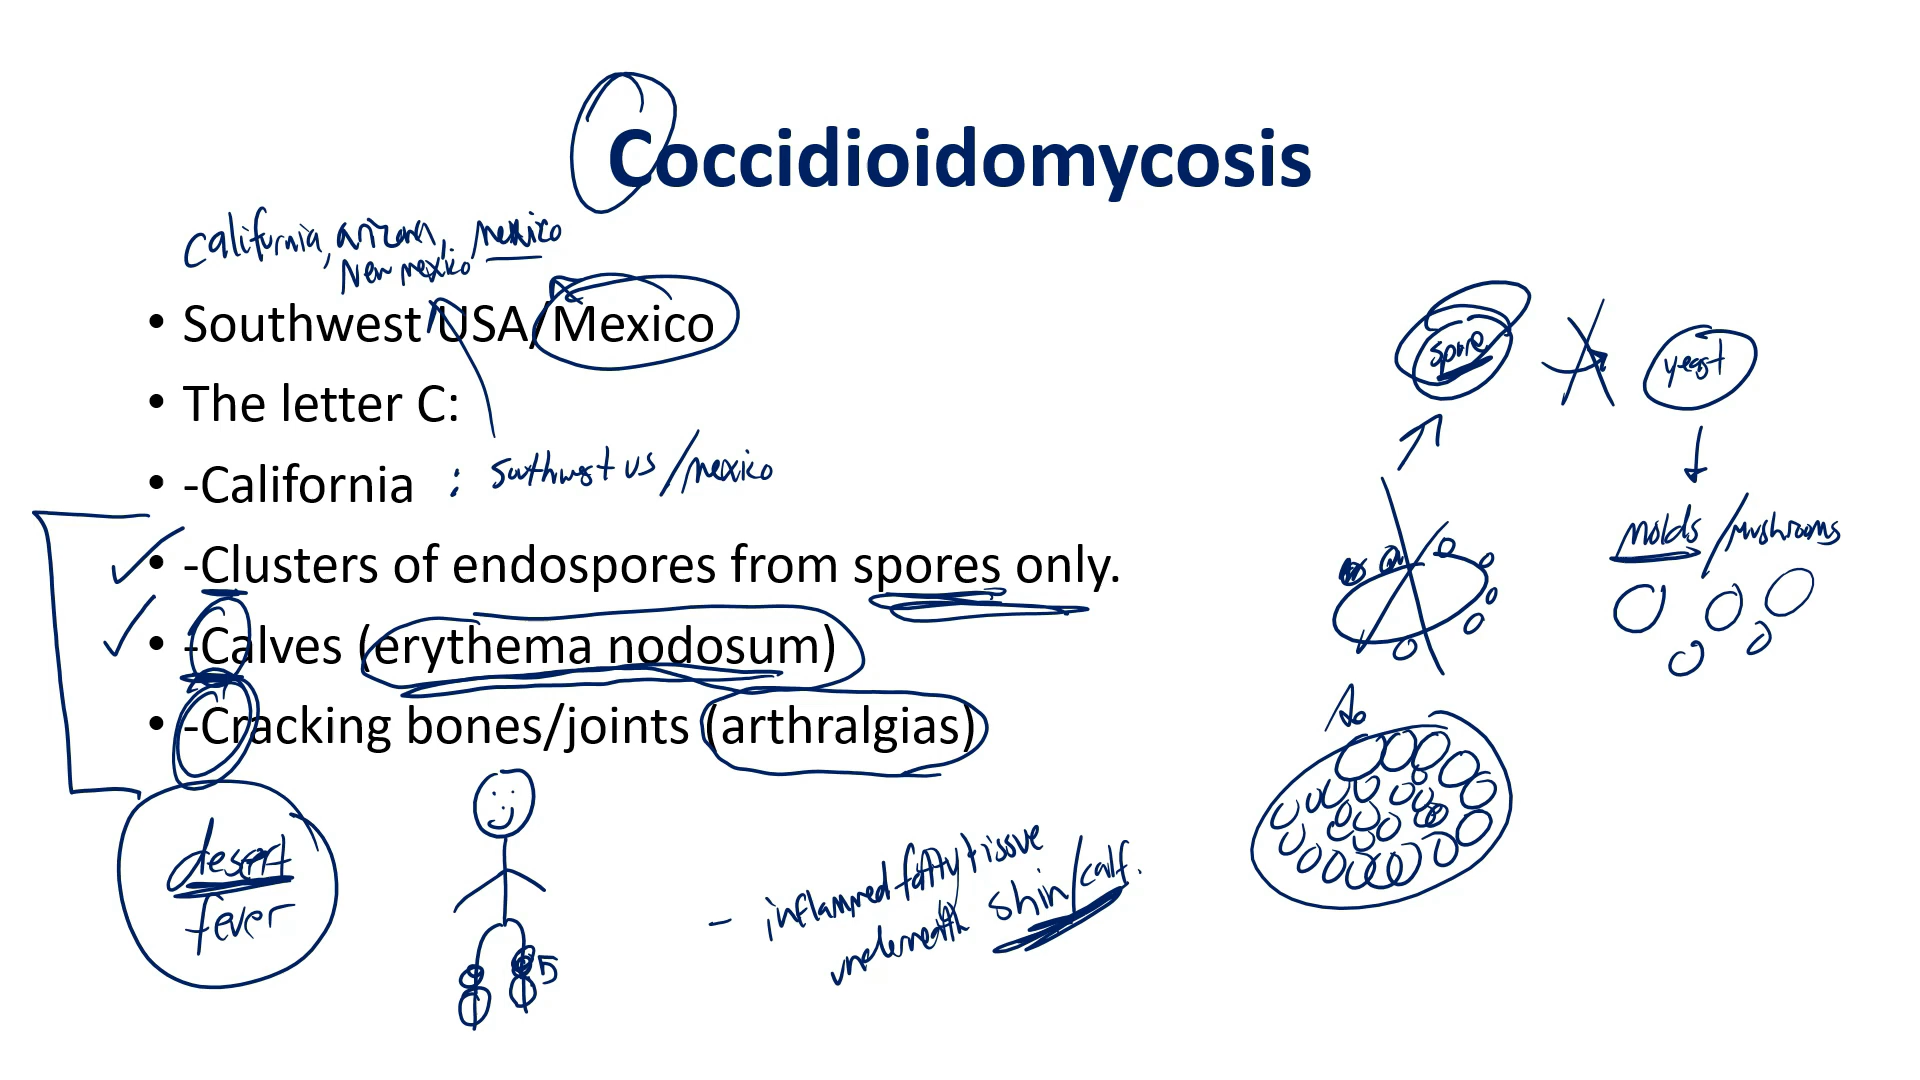 Coccidioidomycosis
California, arizona, mexico
New mexico
• Southwest USA/Mexico
• The letter C:
• -California : southwest us/mexico
• -Clusters of endospores from spores only.
• -Calves (erythema nodosum)
• -Cracking bones/joints (arthralgias)
desert
fever
- inflammed fatty tissue
underneath shin/calf.
spore
yeast
molds/mushrooms